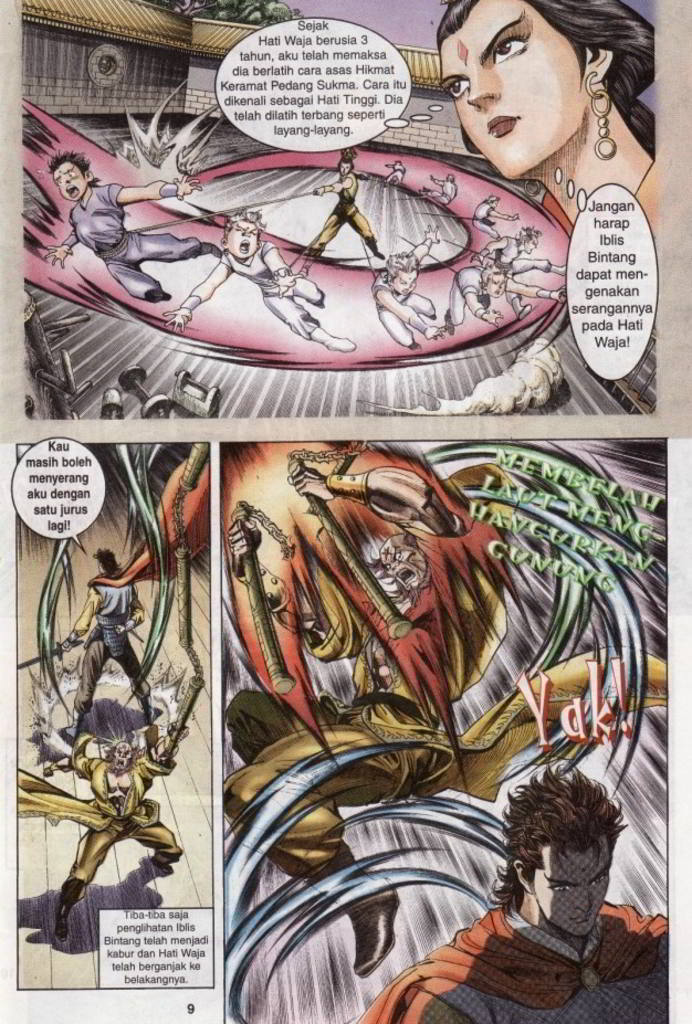 Sejak
Hati Waja berusia 3
tahun, aku telah memaksa
dia berlatih cara asas Hikmat
Keramat Pedang Sukma. Cara itu
dikenali sebagai Hati Tinggi. Dia
telah dilatih terbang seperti
layang-layang.
Jangan
harap
Iblis
Bintang
dapat men-
genakan
serangannya
pada Hati
Waja!
Kau
masih boleh
menyerang
aku dengan
satu jurus
lagi!
MEMBELAH
LAUT MENG-
HANCURKAN
GUNUNG
Yak!
Tiba-tiba saja
penglihatan Iblis
Bintang telah menjadi
kabur dan Hati Waja
telah berganjak ke
belakangnya.
9